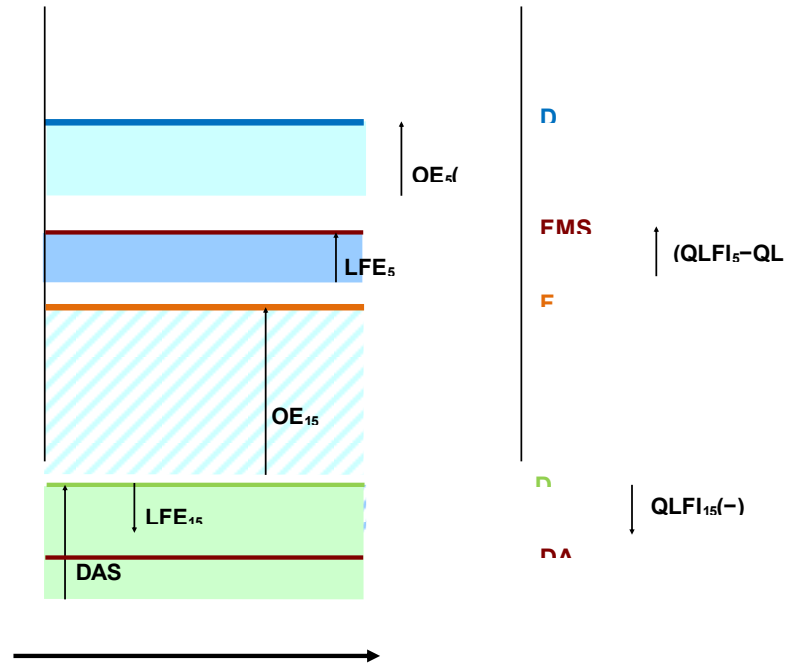 D
OE₅(
EMS
LFE₅
(QLFI₅−QL
OE₁₅
D
LFE₁₅
QLFI₁₅(−)
DA
DAS